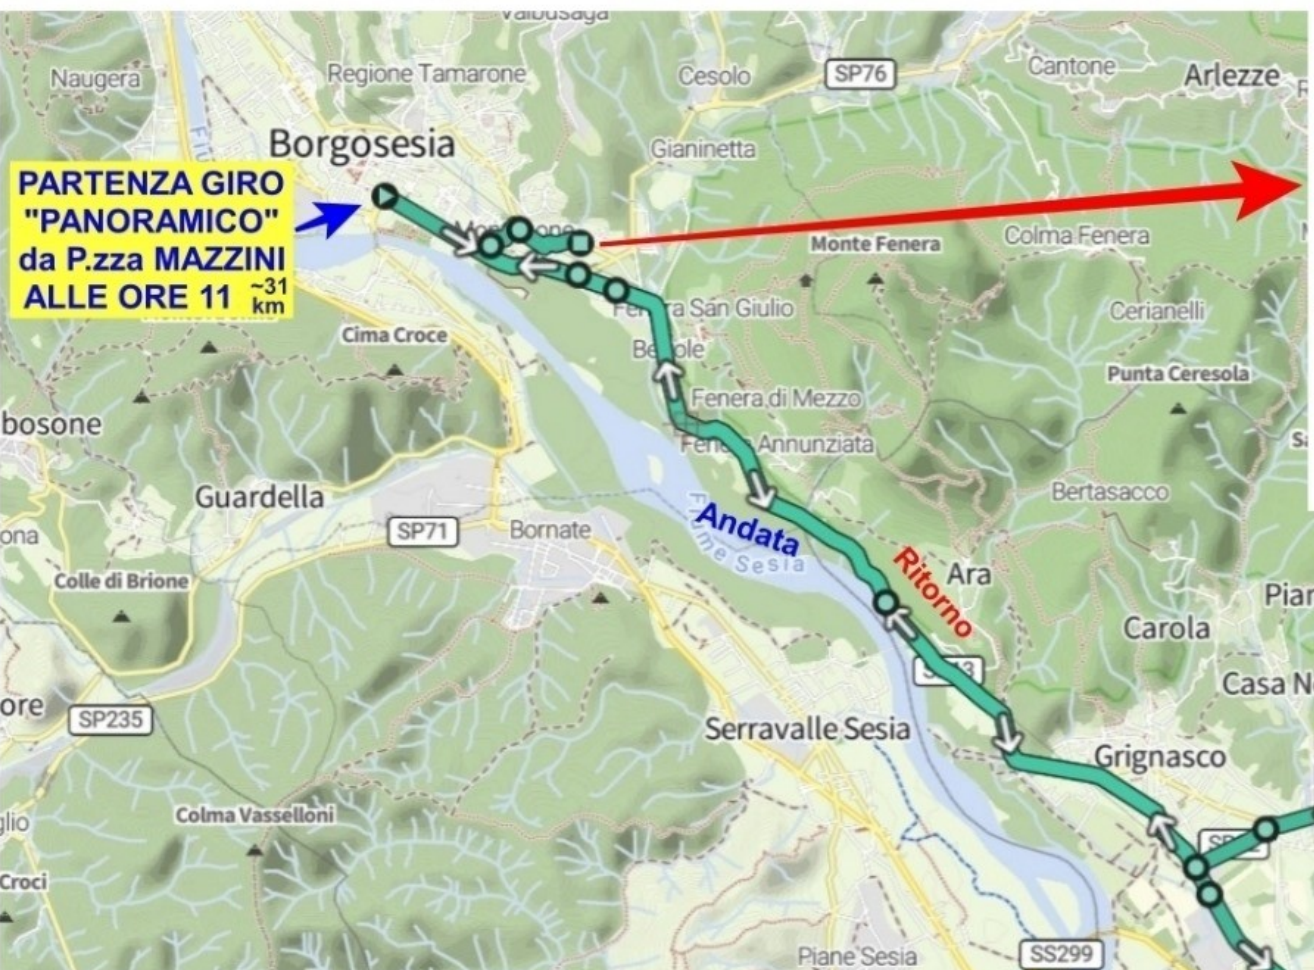 Valbusaga
Naugera
Regione Tamarone
Cesolo
SP76
Cantone
Arlezze
Borgosesia
Gianinetta
PARTENZA GIRO
"PANORAMICO"
da P.zza MAZZINI
ALLE ORE 11 ~31 km
Monte Fenera
Colma Fenera
San Giulio
Cerianelli
Cima Croce
Punta Ceresola
Fenera di Mezzo
bosone
Annunziata
Guardella
Bertasacco
SP71
Bornate
Andata
Fiume Sesia
ona
Colle di Brione
Ritorno
Ara
Piar
Carola
Casa N
ore
SP235
Serravalle Sesia
Grignasco
Colma Vasselloni
glio
Croci
Piane Sesia
SS299